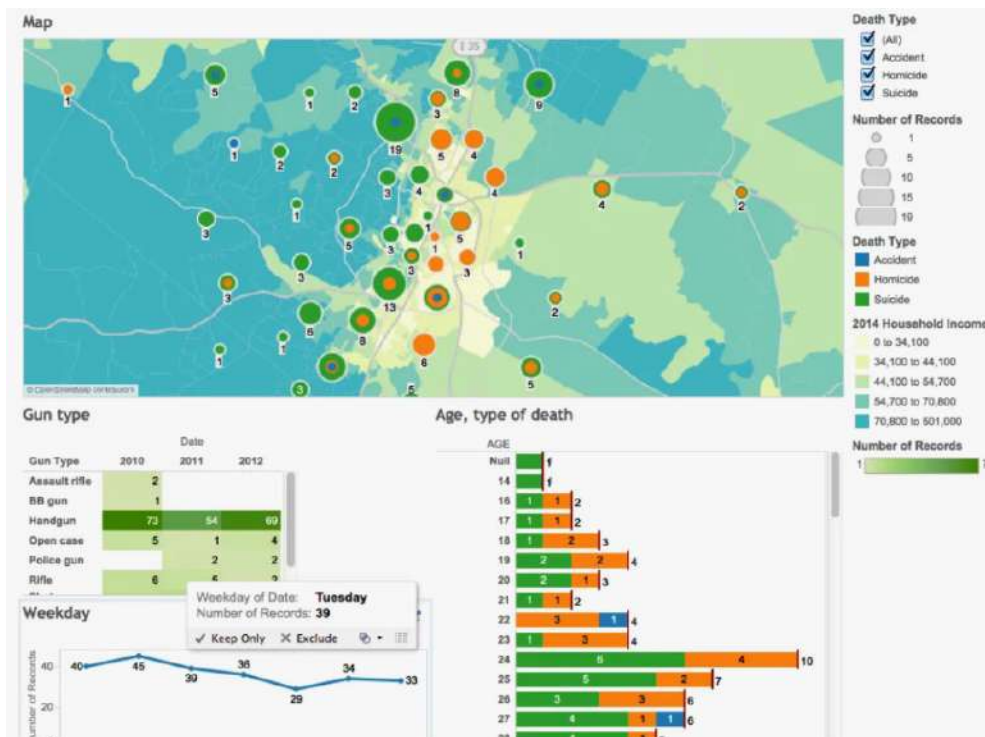 Map
35
1
5
1
2
8
3
9
19
5
4
1
2
2
3
4
4
4
2
1
3
5
3
1
5
3
1
3
1
3
3
13
2
6
8
6
1
1
5
3
5
Death Type
(All)
Accident
Homicide
Suicide
Number of Records
1
5
10
15
19
Death Type
Accident
Homicide
Suicide
2014 Household Income
0 to 34,100
34,100 to 44,100
44,100 to 54,700
54,700 to 70,800
70,800 to 501,000
Number of Records
1
Gun type
Date
Gun Type 2010 2011 2012
Assault rifle 2
BB gun 1
Handgun 73 54 69
Open case 5 1 4
Police gun 2 2
Rifle 6 5 2
Weekday
Weekday of Date: Tuesday
Number of Records: 39
Keep Only Exclude
Number of Records
40
20
40 45 39 36 29 34 33
Age, type of death
AGE
Null 1
14 1
16 1 1 2
17 1 1 2
18 1 2 3
19 2 2 4
20 2 1 3
21 1 1 2
22 3 1 4
23 1 3 4
24 6 4 10
25 5 2 7
26 3 3 6
27 4 1 1 6